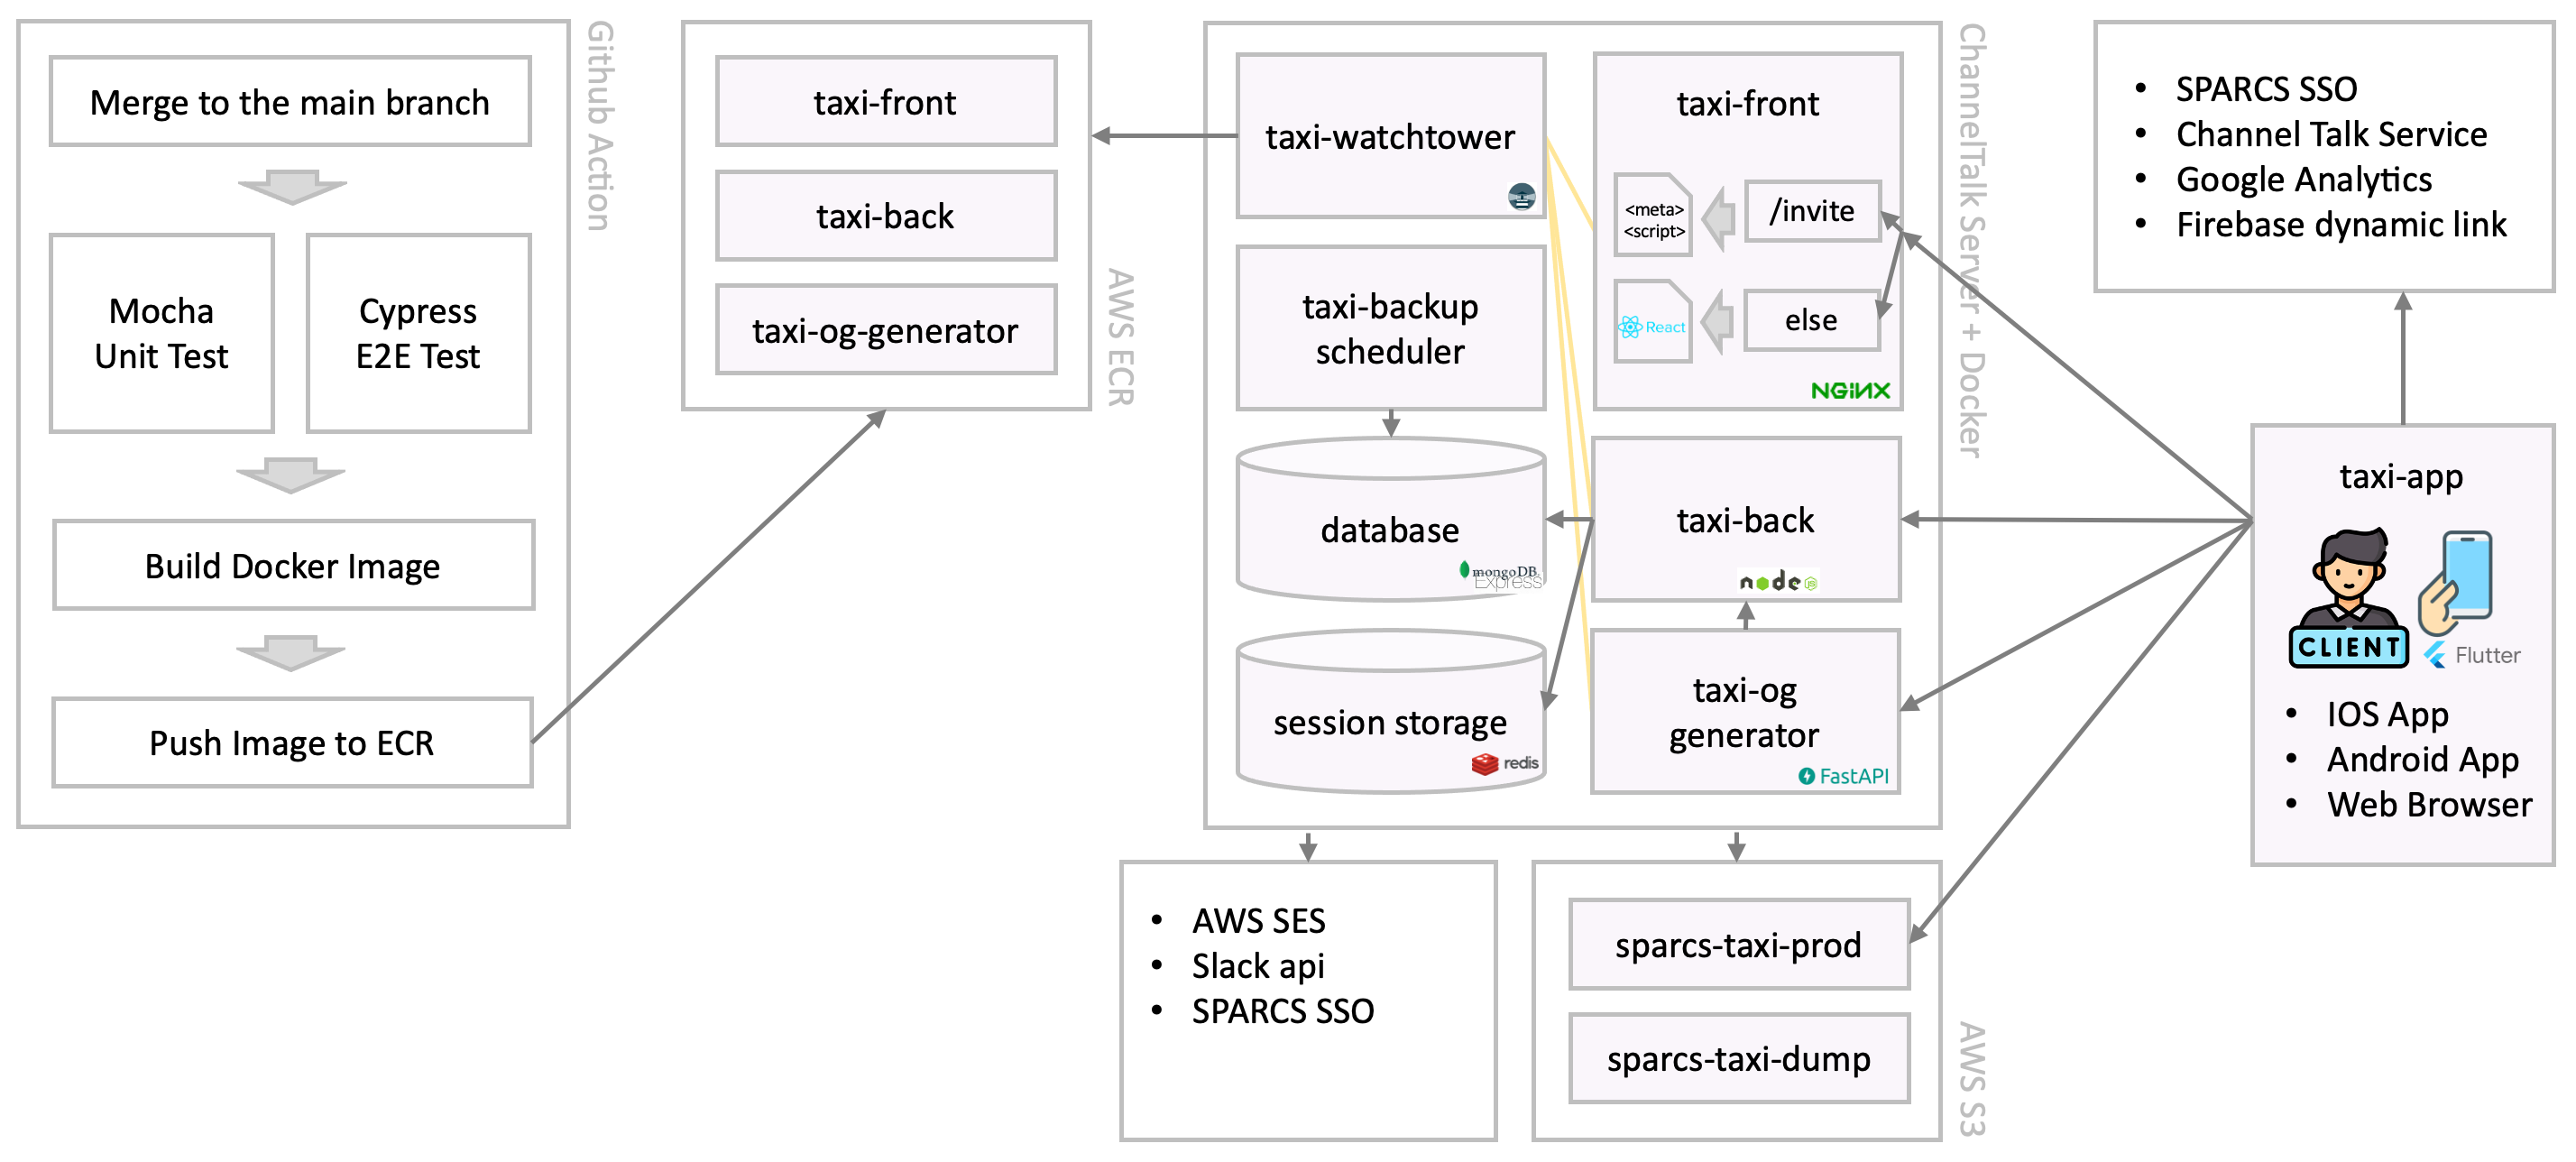 Github Action
Merge to the main branch
Mocha
Unit Test
Cypress
E2E Test
Build Docker Image
Push Image to ECR
AWS ECR
taxi-front
taxi-back
taxi-og-generator
ChannelTalk Server + Docker
taxi-watchtower
taxi-backup
scheduler
database
mongoDB
Express
session storage
redis
taxi-front
<meta>
<script>
/invite
React
else
NGINX
taxi-back
node
JS
taxi-og
generator
FastAPI
• AWS SES
• Slack api
• SPARCS SSO
AWS S3
sparcs-taxi-prod
sparcs-taxi-dump
• SPARCS SSO
• Channel Talk Service
• Google Analytics
• Firebase dynamic link
taxi-app
CLIENT
Flutter
• IOS App
• Android App
• Web Browser